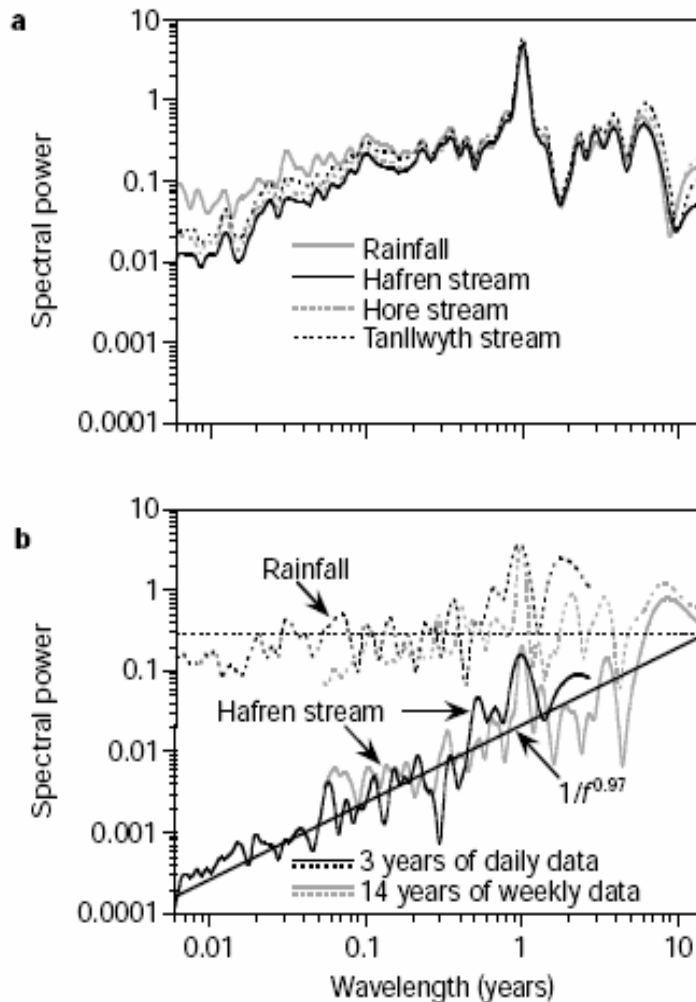 a
10
1
0.1
0.01
0.001
0.0001
Spectral power
Rainfall
Hafren stream
Hore stream
Tanllwyth stream
b
10
1
0.1
0.01
0.001
0.0001
Spectral power
Rainfall
Hafren stream
1/f^0.97
3 years of daily data
14 years of weekly data
0.01 0.1 1 10
Wavelength (years)